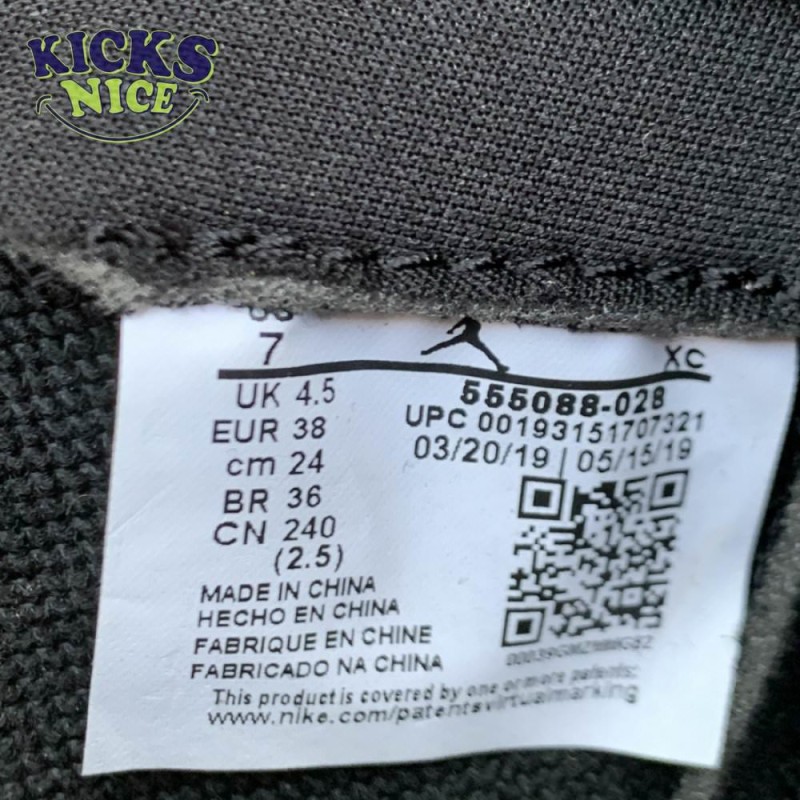 KICKS
NICE
7
XC
UK 4.5
555088-028
EUR 38
UPC 00193151707321
cm 24
03/20/19 | 05/15/19
BR 36
CN 240
(2.5)
MADE IN CHINA
HECHO EN CHINA
FABRIQUE EN CHINE
FABRICADO NA CHINA
This product is covered by one or more patents:
www.nike.com/patentsvirtualmarking